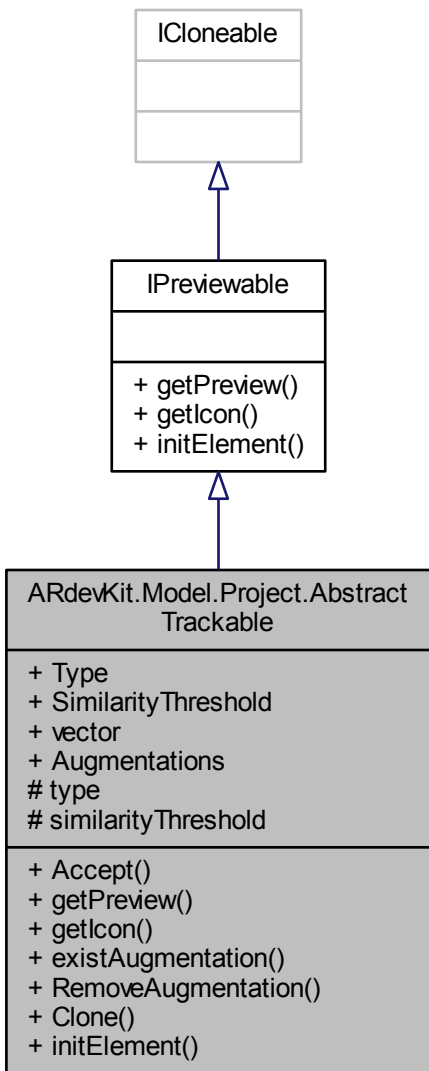 ICloneable
IPreviewable
+ getPreview()
+ getIcon()
+ initElement()
ARdevKit.Model.Project.Abstract
Trackable
+ Type
+ SimilarityThreshold
+ vector
+ Augmentations
# type
# similarityThreshold
+ Accept()
+ getPreview()
+ getIcon()
+ existAugmentation()
+ RemoveAugmentation()
+ Clone()
+ initElement()